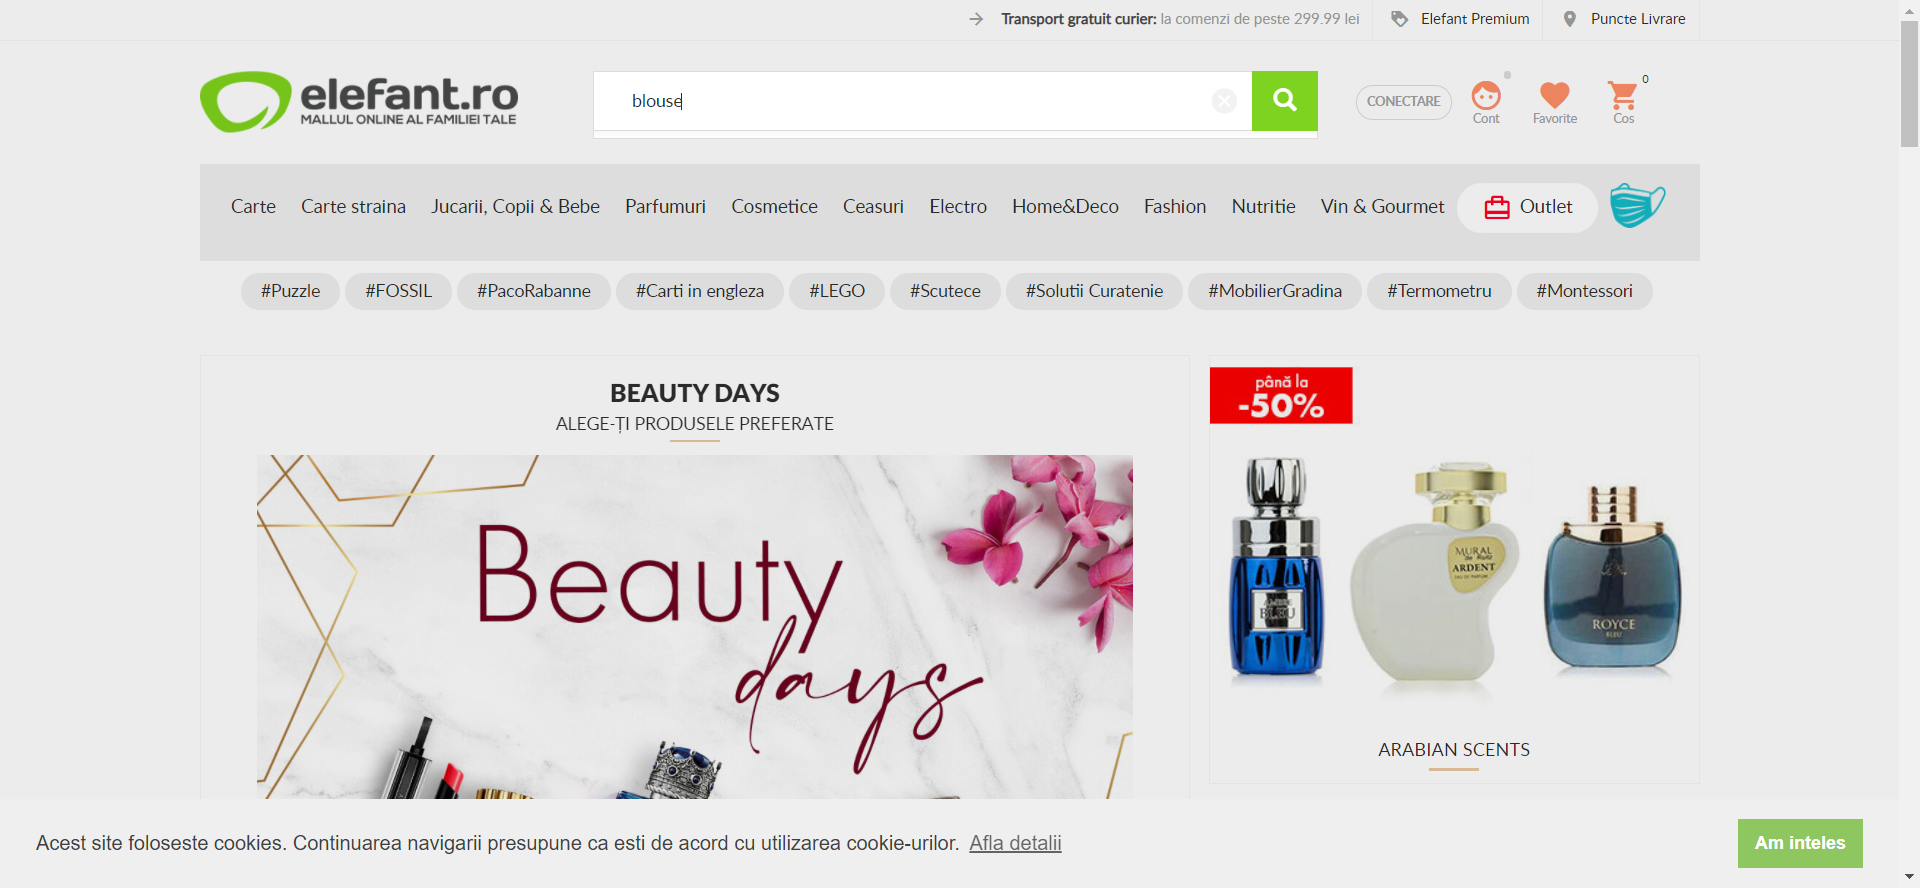 Transport gratuit curier: la comenzi de peste 299.99 lei
Elefant Premium
Puncte Livrare
elefant.ro
MALLUL ONLINE AL FAMILIEI TALE
blouse
CONECTARE
Cont
Favorite
0
Cos
Carte
Carte straina
Jucarii, Copii & Bebe
Parfumuri
Cosmetice
Ceasuri
Electro
Home&Deco
Fashion
Nutritie
Vin & Gourmet
Outlet
#Puzzle
#FOSSIL
#PacoRabanne
#Carti in engleza
#LEGO
#Scutece
#Solutii Curatenie
#MobilierGradina
#Termometru
#Montessori
BEAUTY DAYS
ALEGE-ȚI PRODUSELE PREFERATE
Beauty
days
până la
-50%
MURAL
ARDENT
EAU DE PARFUM
BLEU
ROYCE
BLEU
ARABIAN SCENTS
Acest site foloseste cookies. Continuarea navigarii presupune ca esti de acord cu utilizarea cookie-urilor. Afla detalii
Am inteles